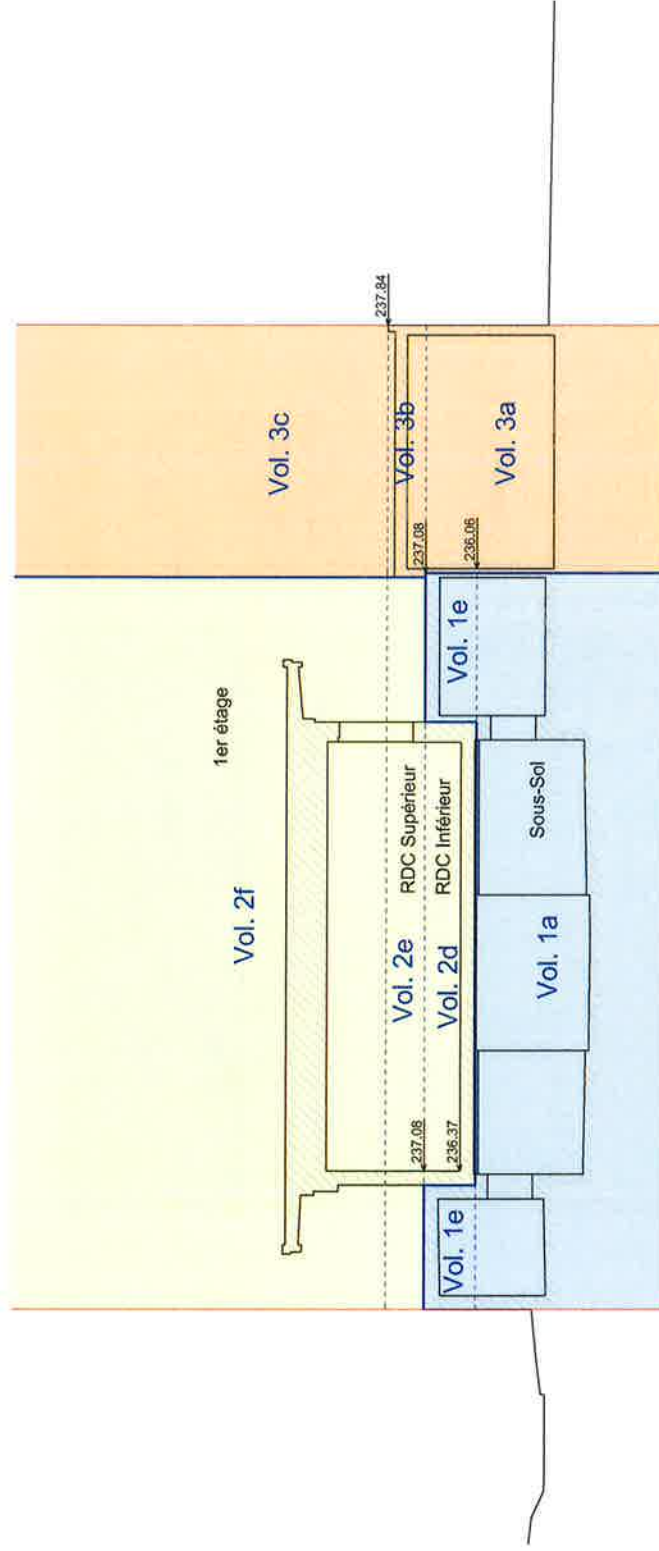 Vol. 2f
1er étage
Vol. 3c
237.84
Vol. 2e
RDC Supérieur
Vol. 3b
237.08
237.08
Vol. 2d
RDC Inférieur
236.37
236.06
Vol. 1e
Vol. 1e
Vol. 3a
Sous-Sol
Vol. 1a